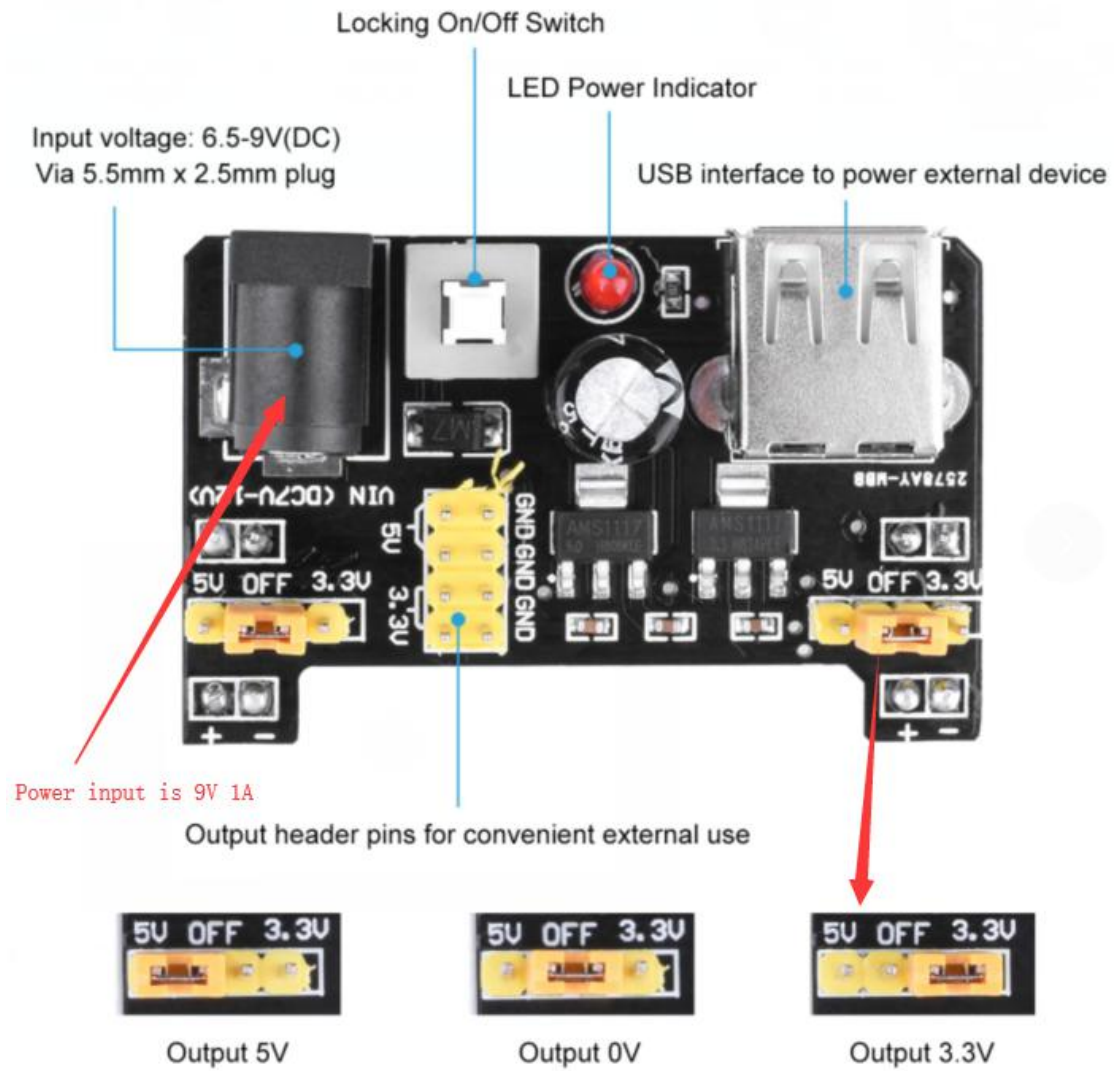 Locking On/Off Switch
LED Power Indicator
Input voltage: 6.5-9V(DC)
Via 5.5mm x 2.5mm plug
USB interface to power external device
M7
VIN (DC7V-12V)
2578AY-MBB
5V
3.3V
GND GND GND
AMS1117
AMS1117
5V OFF 3.3V
5V OFF 3.3V
+ -
+ -
Power input is 9V 1A
Output header pins for convenient external use
5V OFF 3.3V
5V OFF 3.3V
5V OFF 3.3V
Output 5V
Output 0V
Output 3.3V